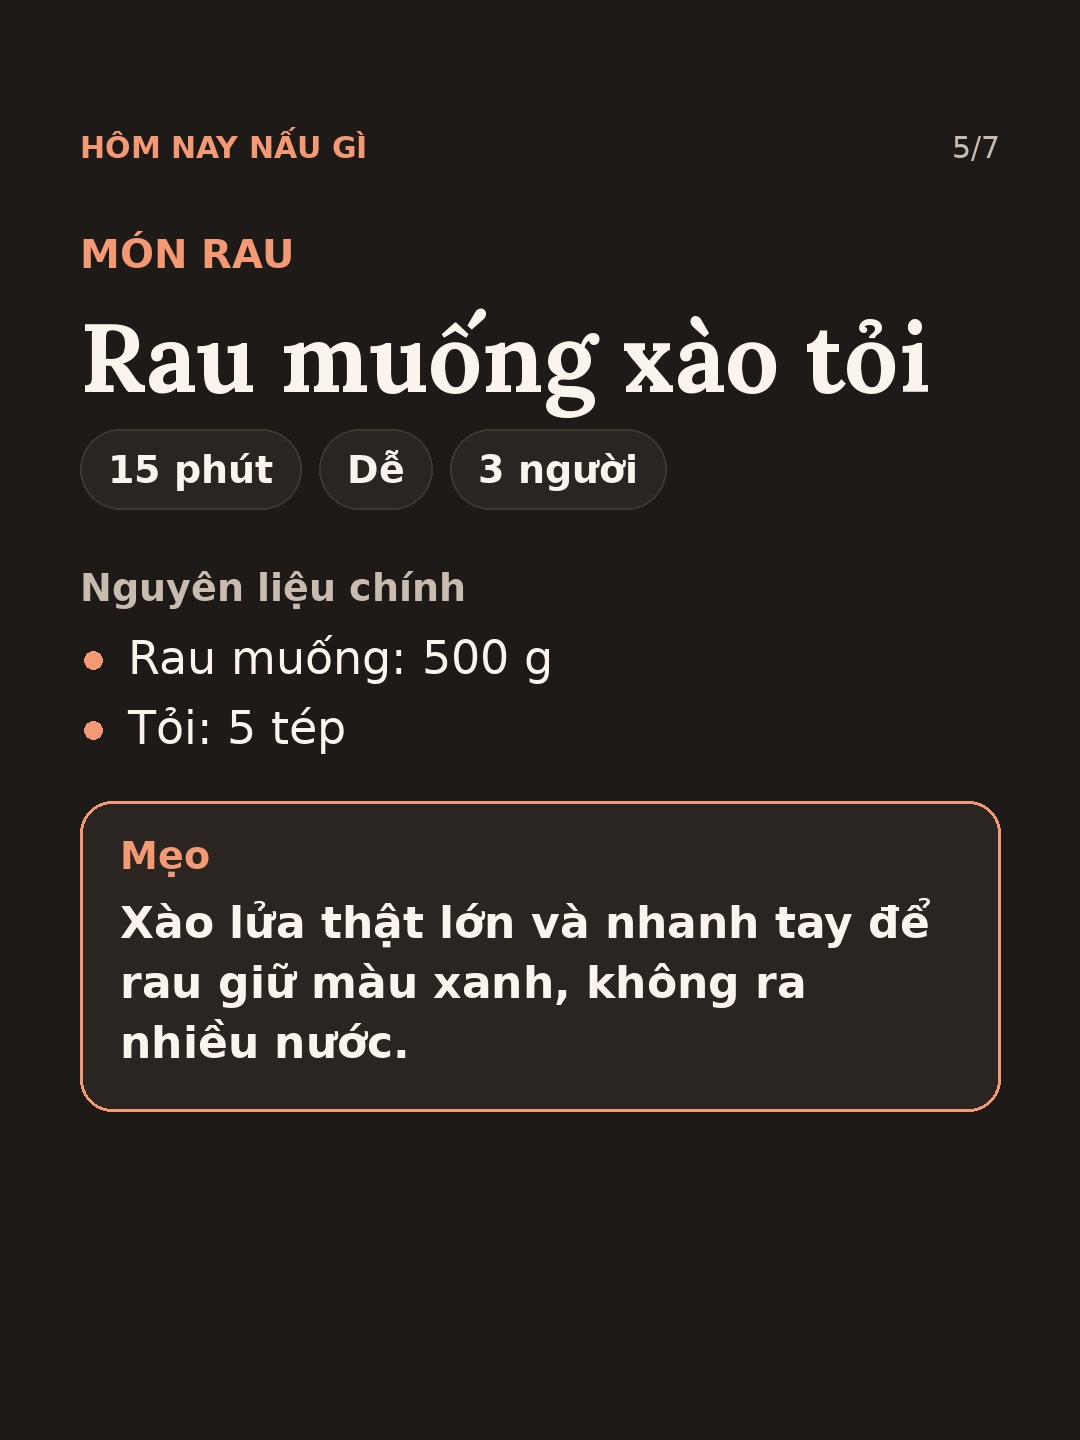 HÔM NAY NẤU GÌ
5/7
MÓN RAU
Rau muống xào tỏi
15 phút
Dễ
3 người
Nguyên liệu chính
Rau muống: 500 g
Tỏi: 5 tép
Mẹo
Xào lửa thật lớn và nhanh tay để
rau giữ màu xanh, không ra
nhiều nước.